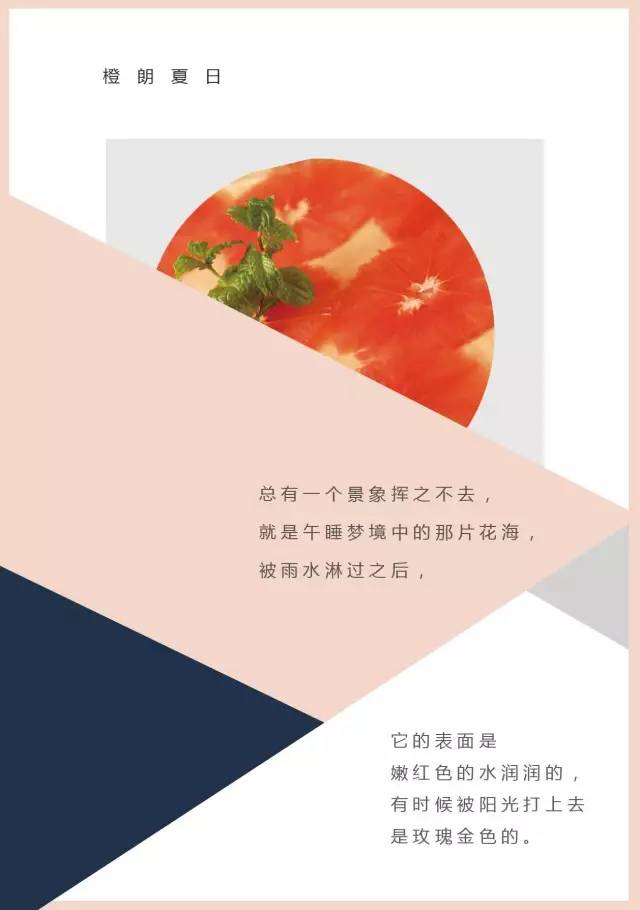 橙朗夏日
总有一个景象挥之不去，
就是午睡梦境中的那片花海，
被雨水淋过之后，
它的表面是
嫩红色的水润润的，
有时候被阳光打上去
是玫瑰金色的。